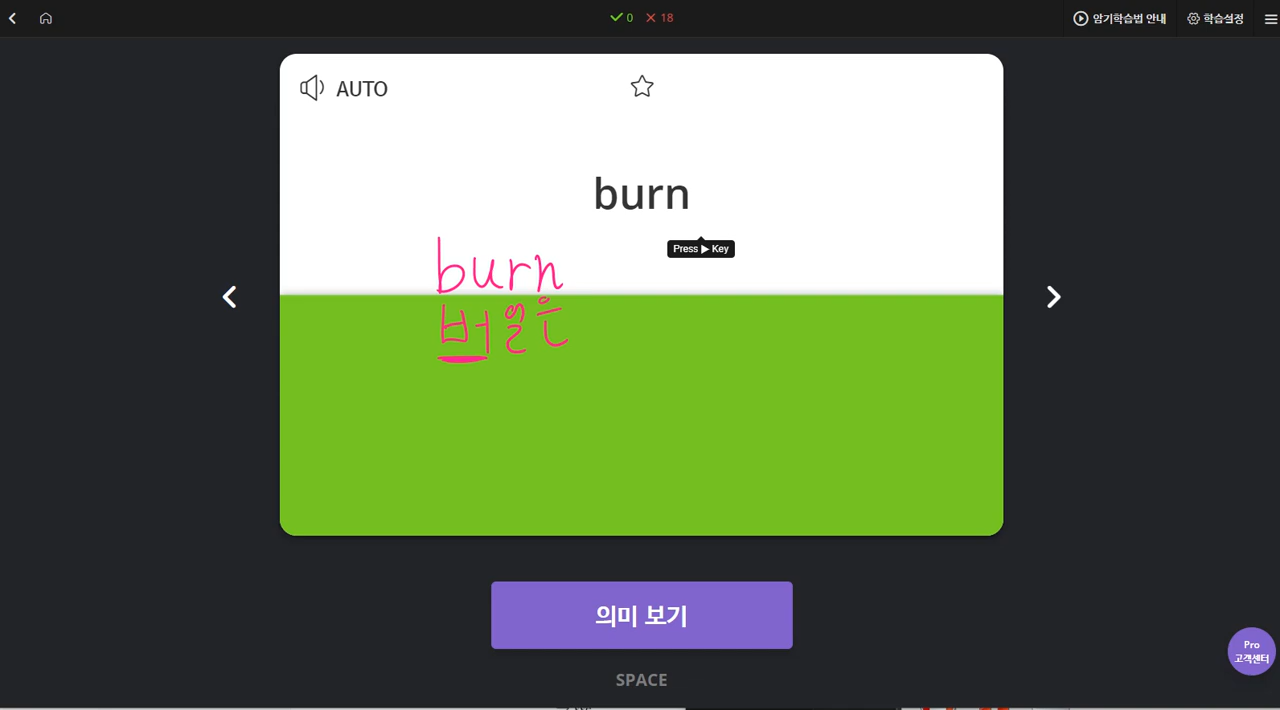 0 18 암기학습법 안내 학습설정
AUTO
burn
Press ▶ Key
burn
버얼은
의미 보기
Pro
고객센터
SPACE